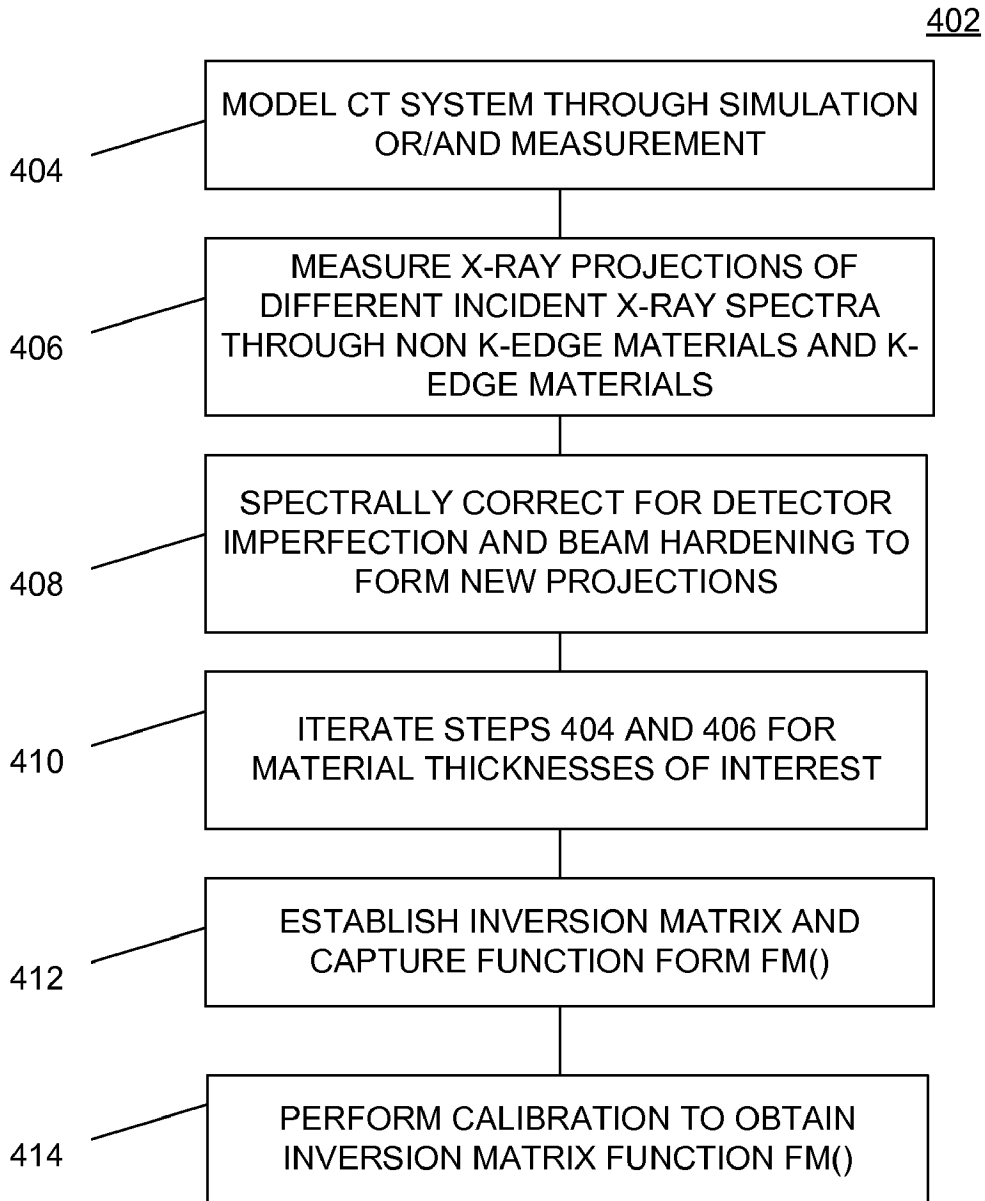 402
MODEL CT SYSTEM THROUGH SIMULATION
OR/AND MEASUREMENT
404
MEASURE X-RAY PROJECTIONS OF
DIFFERENT INCIDENT X-RAY SPECTRA
THROUGH NON K-EDGE MATERIALS AND K-
EDGE MATERIALS
406
SPECTRALLY CORRECT FOR DETECTOR
IMPERFECTION AND BEAM HARDENING TO
FORM NEW PROJECTIONS
408
ITERATE STEPS 404 AND 406 FOR
MATERIAL THICKNESSES OF INTEREST
410
ESTABLISH INVERSION MATRIX AND
CAPTURE FUNCTION FORM FM()
412
PERFORM CALIBRATION TO OBTAIN
INVERSION MATRIX FUNCTION FM()
414